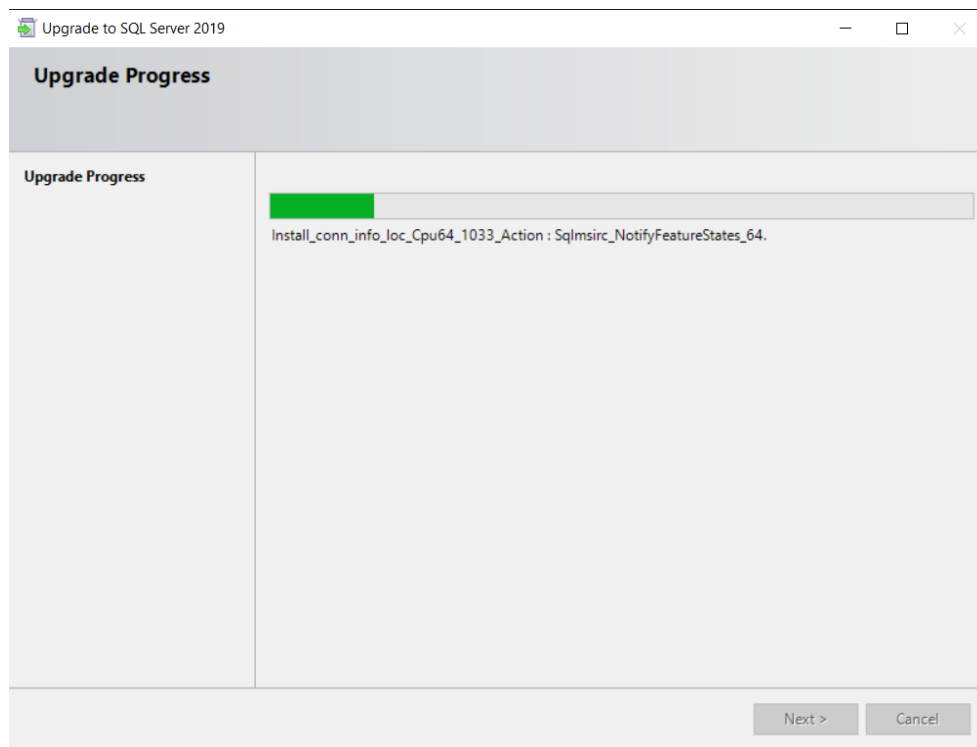 Upgrade to SQL Server 2019
Upgrade Progress
Upgrade Progress
Install_conn_info_loc_Cpu64_1033_Action : Sqlmsirc_NotifyFeatureStates_64.
Next >
Cancel